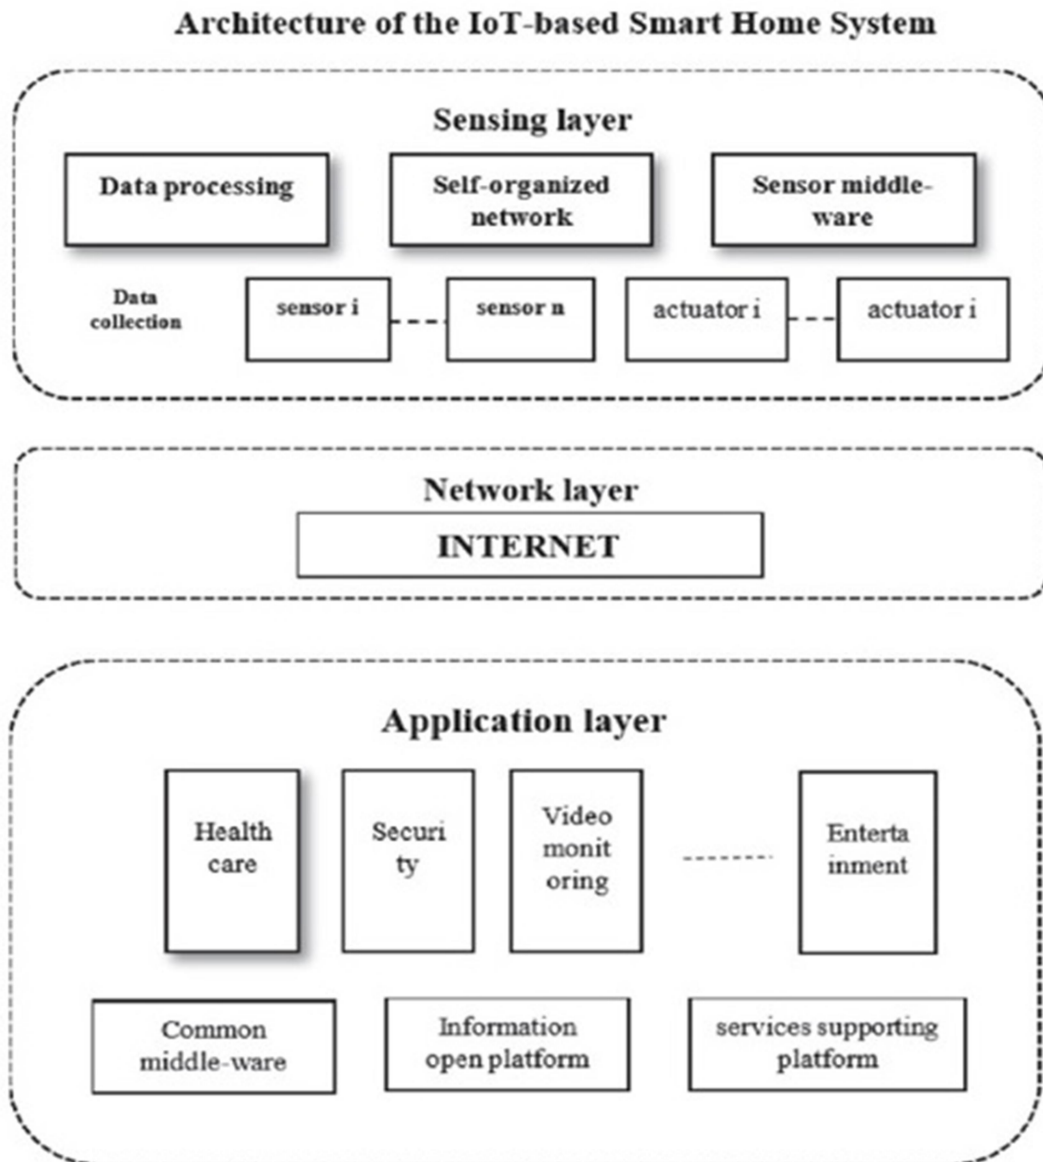 Architecture of the IoT-based Smart Home System
Sensing layer
Data processing
Self-organized
network
Sensor middle-
ware
Data
collection
sensor i
sensor n
actuator i
actuator i
Network layer
INTERNET
Application layer
Health
care
Securi
ty
Video
monit
oring
Enterta
inment
Common
middle-ware
Information
open platform
services supporting
platform